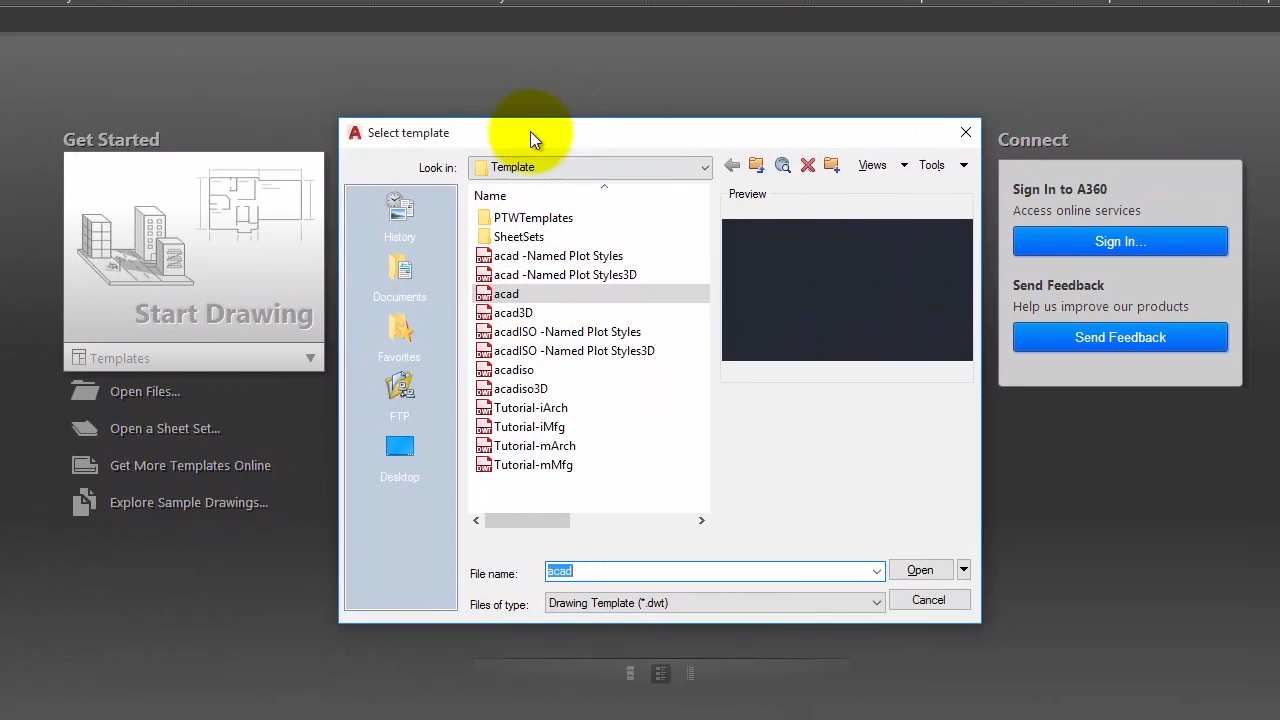 Get Started
Start Drawing
Templates
Open Files...
Open a Sheet Set...
Get More Templates Online
Explore Sample Drawings...
Select template
Look in:
Template
Views
Tools
History
Documents
Favorites
FTP
Desktop
Name
PTWTemplates
SheetSets
acad -Named Plot Styles
acad -Named Plot Styles3D
acad
acad3D
acadISO -Named Plot Styles
acadISO -Named Plot Styles3D
acadiso
acadiso3D
Tutorial-iArch
Tutorial-iMfg
Tutorial-mArch
Tutorial-mMfg
Preview
File name:
acad
Open
Files of type:
Drawing Template (*.dwt)
Cancel
Connect
Sign In to A360
Access online services
Sign In...
Send Feedback
Help us improve our products
Send Feedback